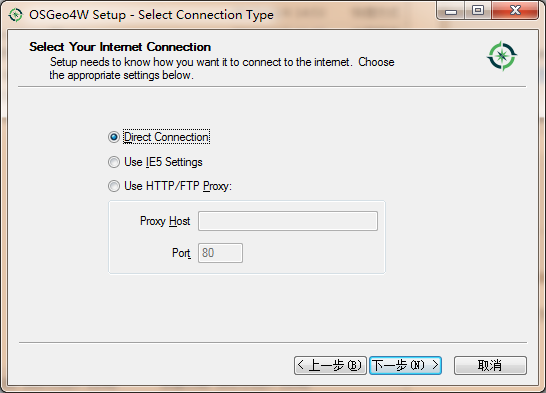 OSGeo4W Setup - Select Connection Type
Select Your Internet Connection
Setup needs to know how you want it to connect to the internet. Choose
the appropriate settings below.
Direct Connection
Use IE5 Settings
Use HTTP/FTP Proxy:
Proxy Host
Port 80
< 上一步(B) 下一步(N) > 取消